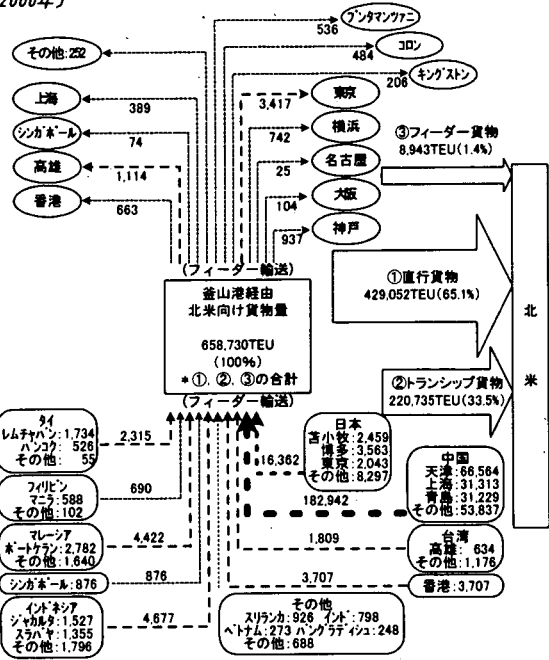 2000年)
その他:252
上海
シンガポール
高雄
香港
389
74
1,114
663
536
484
206
プンタマンツァニ
コロン
キングストン
東京
横浜
名古屋
大阪
神戸
3,417
742
25
104
937
③フィーダー貨物
8,943TEU(1.4%)
①直行貨物
429,052TEU(65.1%)
②トランシップ貨物
220,735TEU(33.5%)
北
米
(フィーダー輸送)
釜山港経由
北米向け貨物量
658,730TEU
(100%)
*①,②,③の合計
(フィーダー輸送)
タイ
レムチャバン:1,734
バンコク 526
その他: 55
2,315
フィリピン
マニラ:588
その他:102
690
マレーシア
ポートケラン:2,782
その他:1,640
4,422
シンガポール:876
876
インドネシア
ジャカルタ:1,527
スラバヤ:1,355
その他:1,796
4,677
日本
苫小牧:2,459
博多:3,563
東京:2,043
その他:8,297
16,362
中国
天津:66,564
上海:31,313
青島:31,229
その他:53,837
182,942
台湾
高雄: 634
その他:1,176
1,809
香港:3,707
3,707
その他
スリランカ:926 インド:798
ベトナム:273 バングラディシュ:248
その他:688